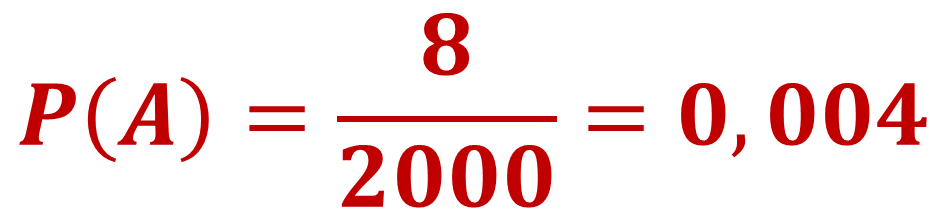 P(A) = 8/2000 = 0,004